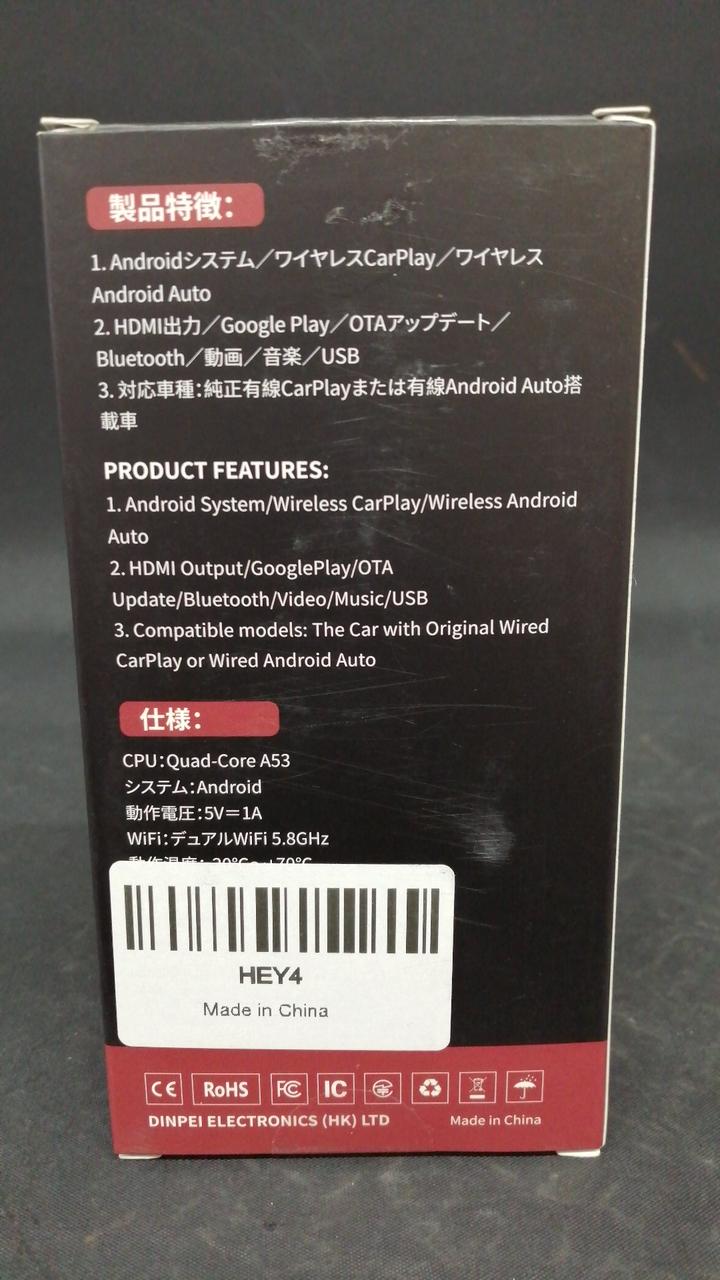 製品特徴：
1. Androidシステム／ワイヤレスCarPlay／ワイヤレス
Android Auto
2. HDMI出力／Google Play／OTAアップデート／
Bluetooth／動画／音楽／USB
3. 対応車種：純正有線CarPlayまたは有線Android Auto搭
載車
PRODUCT FEATURES:
1. Android System/Wireless CarPlay/Wireless Android
Auto
2. HDMI Output/GooglePlay/OTA
Update/Bluetooth/Video/Music/USB
3. Compatible models: The Car with Original Wired
CarPlay or Wired Android Auto
仕様：
CPU：Quad-Core A53
システム：Android
動作電圧：5V＝1A
WiFi：デュアルWiFi 5.8GHz
動作温度：-20℃～+70℃
HEY4
Made in China
CE RoHS FC IC
DINPEI ELECTRONICS (HK) LTD Made in China